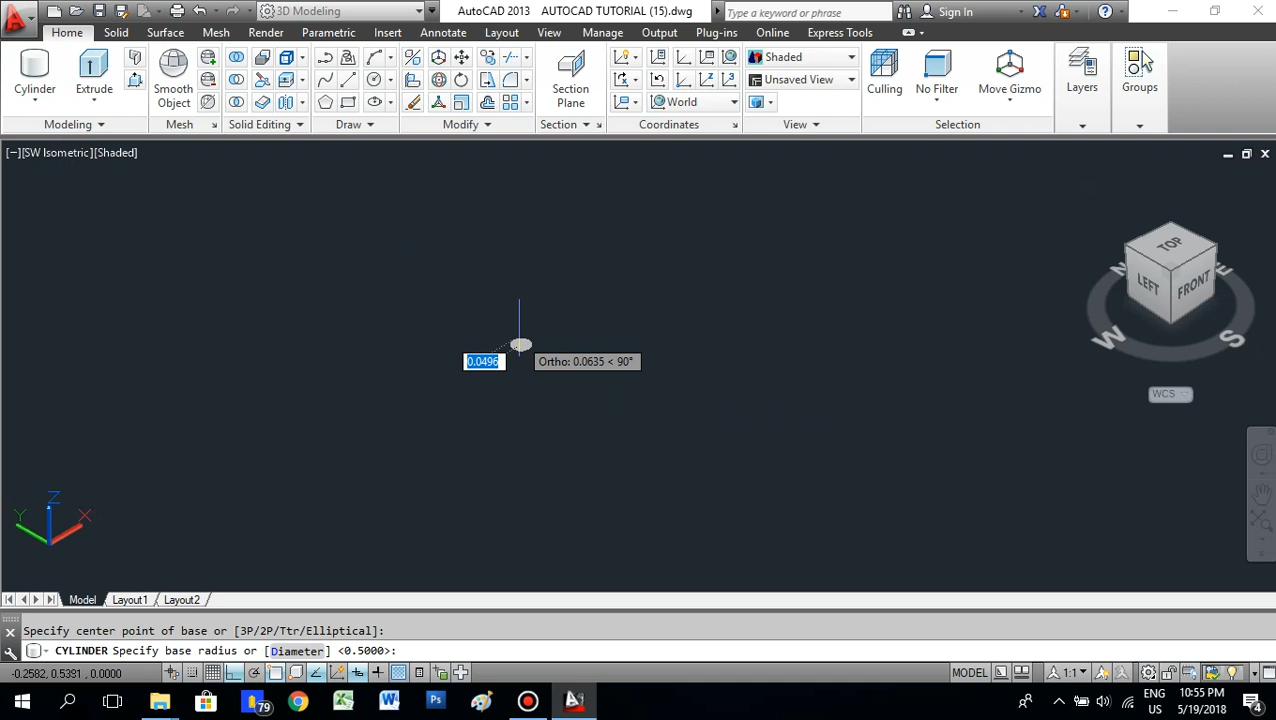 3D Modeling
AutoCAD 2013 AUTOCAD TUTORIAL (15).dwg
Type a keyword or phrase
Sign In
Home Solid Surface Mesh Render Parametric Insert Annotate Layout View Manage Output Plug-ins Online Express Tools
Cylinder
Extrude
Smooth
Object
Section
Plane
World
Shaded
Unsaved View
Culling
No Filter
Move Gizmo
Layers
Groups
Modeling Mesh Solid Editing Draw Modify Section Coordinates View Selection
[−][SW Isometric][Shaded]
TOP
LEFT
FRONT
N
E
W
S
WCS
0.0496
Ortho: 0.0635 < 90°
Z
Y
X
Model Layout1 Layout2
Specify center point of base or [3P/2P/Ttr/Elliptical]:
CYLINDER Specify base radius or [Diameter] <0.5000>:
-0.2582, 0.5391, 0.0000
MODEL
1:1
79
ENG
US
10:55 PM
5/19/2018
4